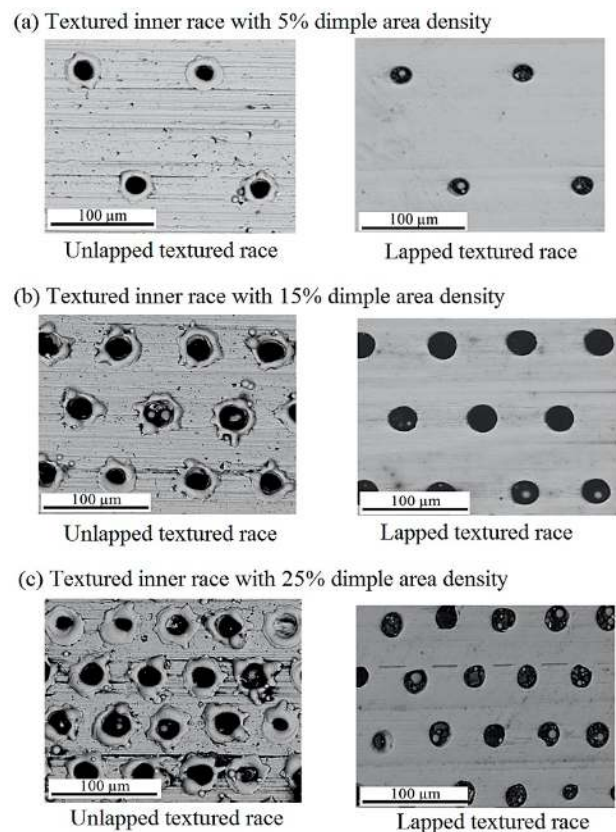 (a) Textured inner race with 5% dimple area density
100 µm
100 µm
Unlapped textured race
Lapped textured race
(b) Textured inner race with 15% dimple area density
100 µm
100 µm
Unlapped textured race
Lapped textured race
(c) Textured inner race with 25% dimple area density
100 µm
100 µm
Unlapped textured race
Lapped textured race